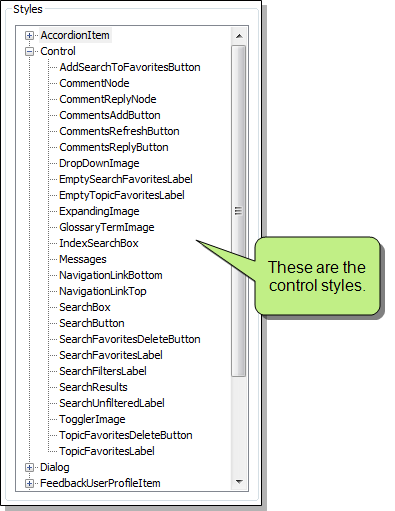 Styles
AccordionItem
Control
AddSearchToFavoritesButton
CommentNode
CommentReplyNode
CommentsAddButton
CommentsRefreshButton
CommentsReplyButton
DropDownImage
EmptySearchFavoritesLabel
EmptyTopicFavoritesLabel
ExpandingImage
GlossaryTermImage
IndexSearchBox
Messages
NavigationLinkBottom
NavigationLinkTop
SearchBox
SearchButton
SearchFavoritesDeleteButton
SearchFavoritesLabel
SearchFiltersLabel
SearchResults
SearchUnfilteredLabel
TogglerImage
TopicFavoritesDeleteButton
TopicFavoritesLabel
Dialog
FeedbackUserProfileItem
These are the
control styles.